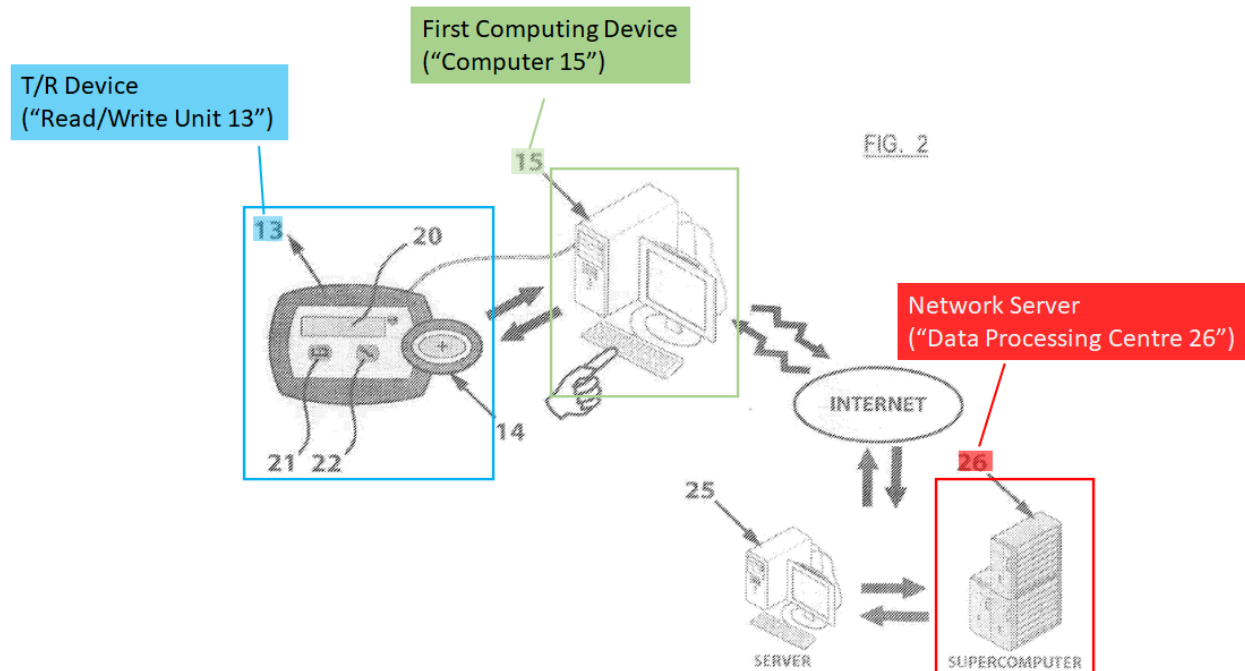 First Computing Device
(“Computer 15”)
T/R Device
(“Read/Write Unit 13”)
FIG. 2
15
13
20
Network Server
(“Data Processing Centre 26”)
INTERNET
14
21 22
26
25
SERVER
SUPERCOMPUTER